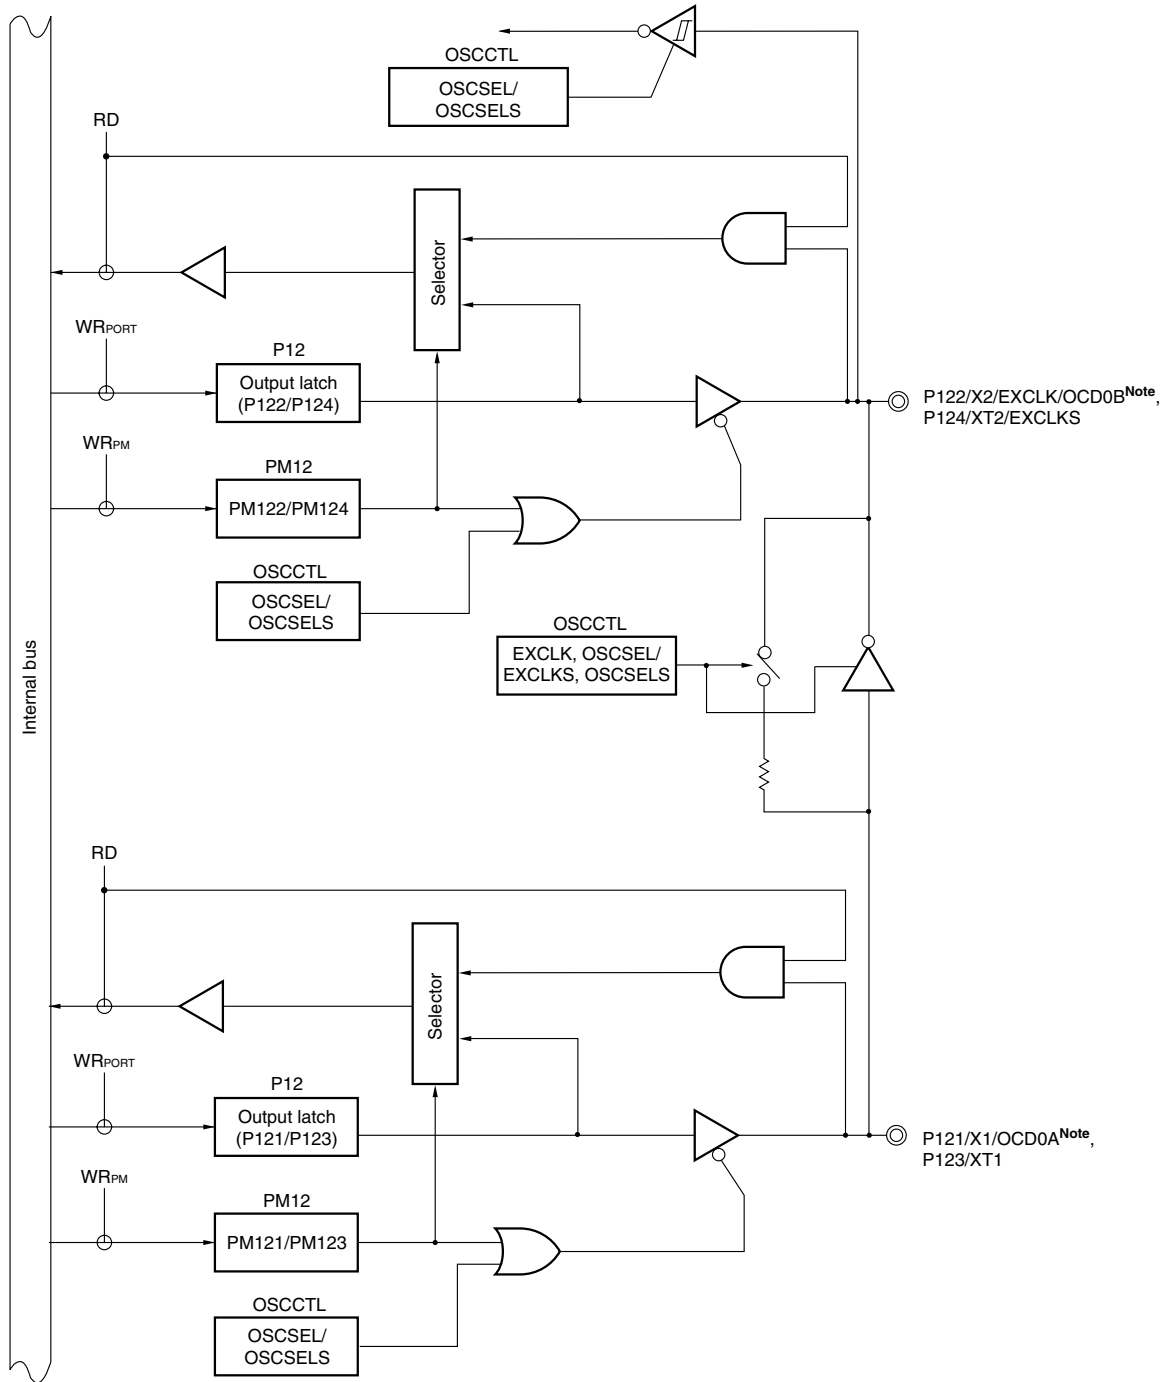 OSCCTL
OSCSEL/
OSCSELS
RD
Selector
WRPORT
P12
Output latch
(P122/P124)
P122/X2/EXCLK/OCD0BNote,
P124/XT2/EXCLKS
WRPM
PM12
PM122/PM124
OSCCTL
OSCSEL/
OSCSELS
OSCCTL
EXCLK, OSCSEL/
EXCLKS, OSCSELS
Internal bus
RD
Selector
WRPORT
P12
Output latch
(P121/P123)
P121/X1/OCD0ANote,
P123/XT1
WRPM
PM12
PM121/PM123
OSCCTL
OSCSEL/
OSCSELS